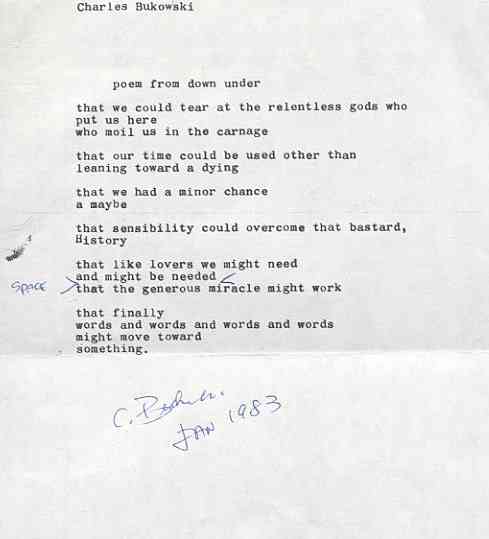 Charles Bukowski
poem from down under
that we could tear at the relentless gods who
put us here
who moil us in the carnage
that our time could be used other than
leaning toward a dying
that we had a minor chance
a maybe
that sensibility could overcome that bastard,
History
that like lovers we might need
and might be needed
SPACE
that the generous miracle might work
that finally
words and words and words and words
might move toward
something.
C. 
JAN 1983